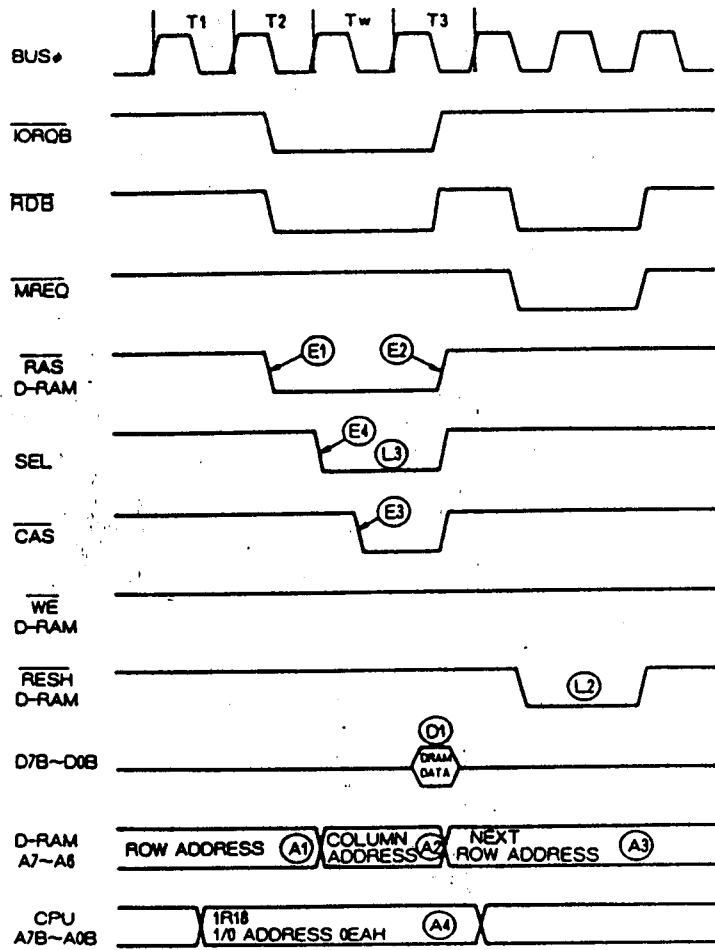 T1 T2 Tw T3
BUSø
IORQB
RDB
MREQ
RAS
D-RAM
E1 E2
SEL
E4 L3
CAS
E3
WE
D-RAM
RESH
D-RAM
L2
D7B~D0B
D1
DRAM
DATA
D-RAM
A7~A6
ROW ADDRESS A1
COLUMN
ADDRESS A2
NEXT
ROW ADDRESS A3
CPU
A7B~A0B
1R18
1/0 ADDRESS 0EAH A4